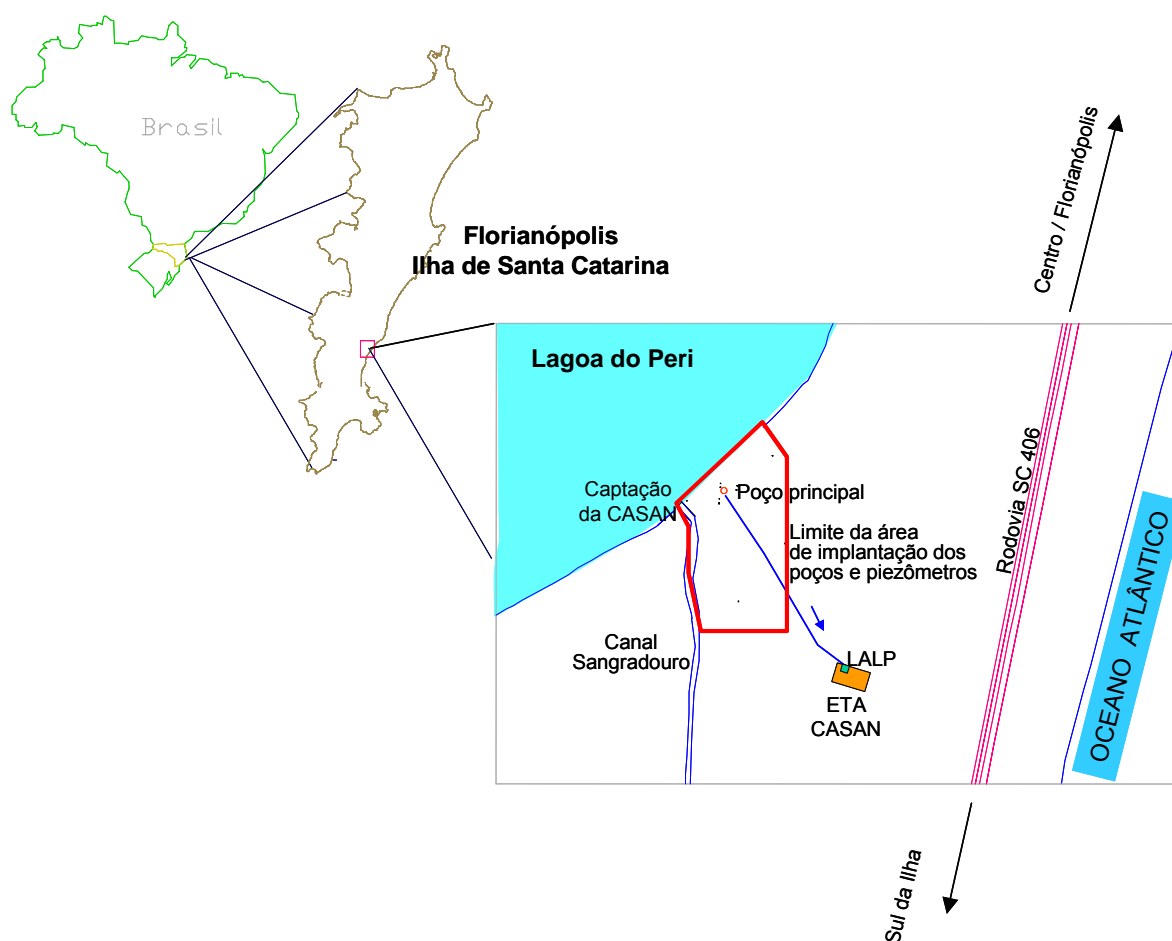 Brasil
Florianópolis
Ilha de Santa Catarina
Centro / Florianópolis
Lagoa do Peri
Captação
da CASAN
Poço principal
Limite da área
de implantação dos
poços e piezômetros
Rodovia SC 406
OCEANO ATLÂNTICO
Canal
Sangradouro
LALP
ETA
CASAN
Sul da Ilha